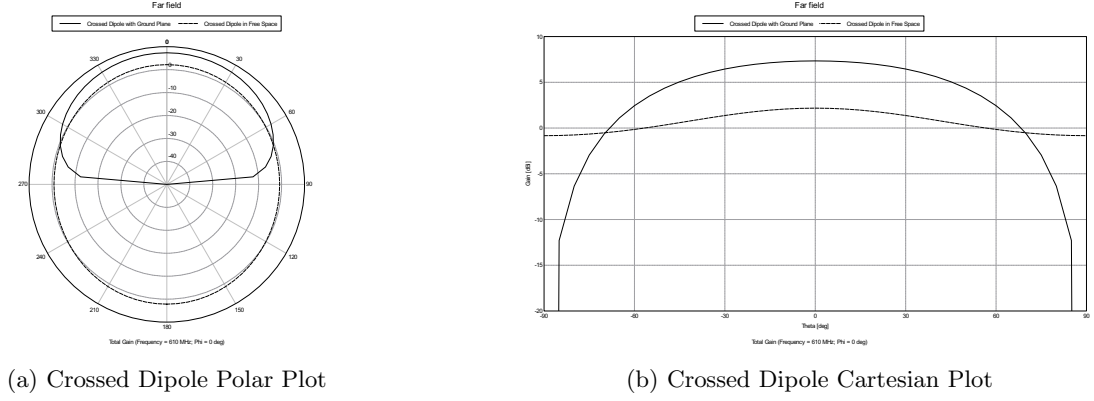 Far field
Crossed Dipole with Ground Plane Crossed Dipole in Free Space
0
330 30
300 60
270 90
240 120
210 150
180
0
-10
-20
-30
-40
Total Gain (Frequency = 610 MHz; Phi = 0 deg)
(a) Crossed Dipole Polar Plot
Far field
Crossed Dipole with Ground Plane Crossed Dipole in Free Space
10
5
0
-5
-10
-15
-20
Gain [dBi]
-90 -60 -30 0 30 60 90
Theta [deg]
Total Gain (Frequency = 610 MHz; Phi = 0 deg)
(b) Crossed Dipole Cartesian Plot